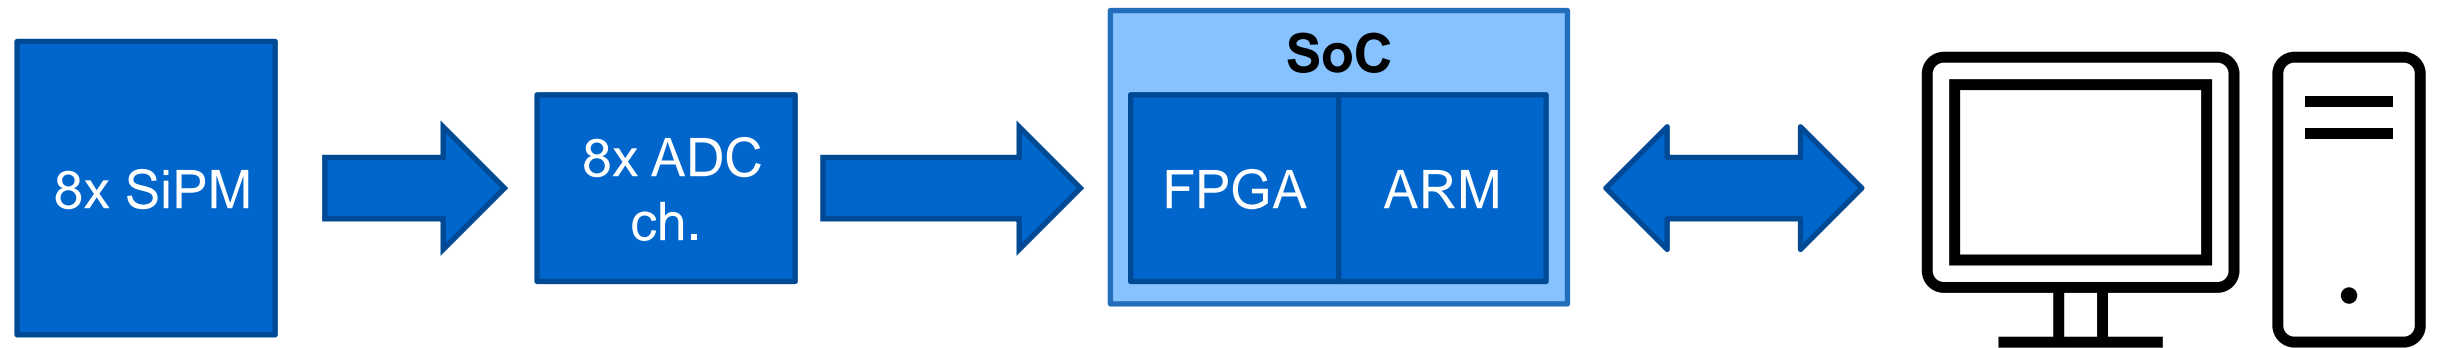 8x SiPM
8x ADC
ch.
SoC
FPGA
ARM